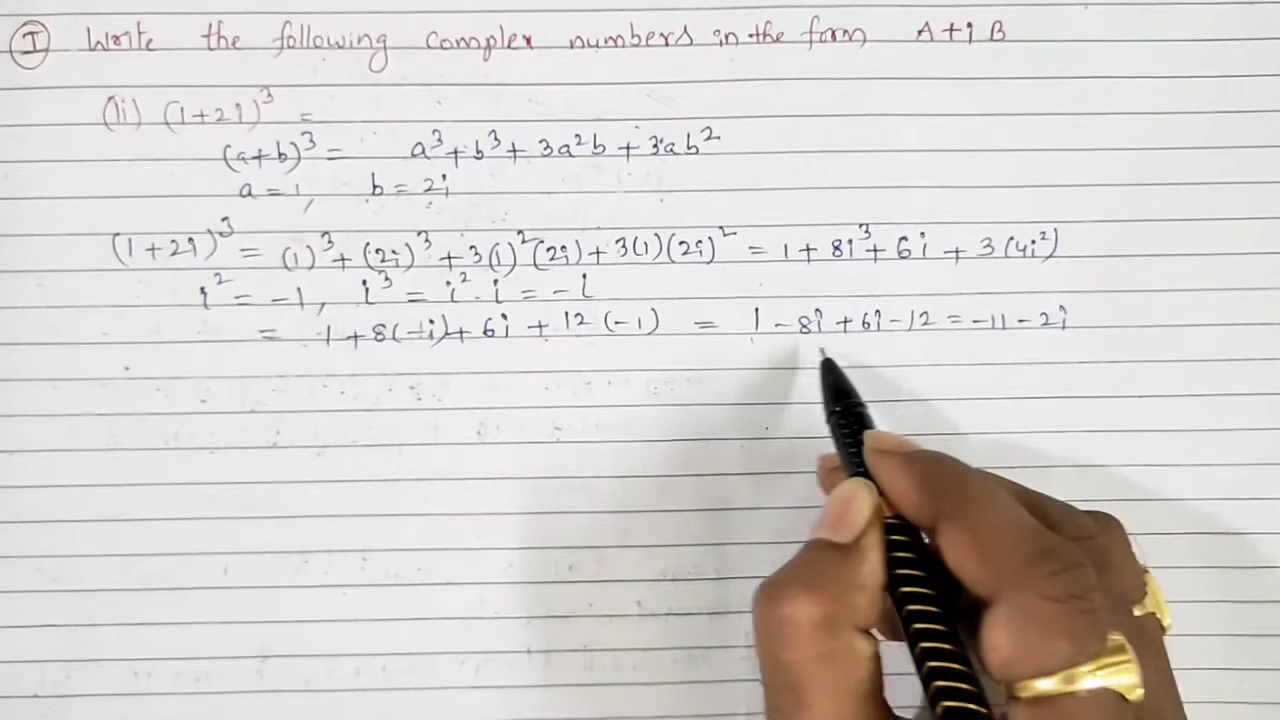 I Write the following complex numbers in the form A+iB
(ii) (1+2i)³ =
(a+b)³ = a³+b³+3a²b+3ab²
a=1, b=2i
(1+2i)³ = (1)³+(2i)³+3(1)²(2i)+3(1)(2i)² = 1+8i³+6i+3(4i²)
i² = -1, i³ = i².i = -i
= 1+8(-i)+6i+12(-1) = 1-8i+6i-12 = -11-2i